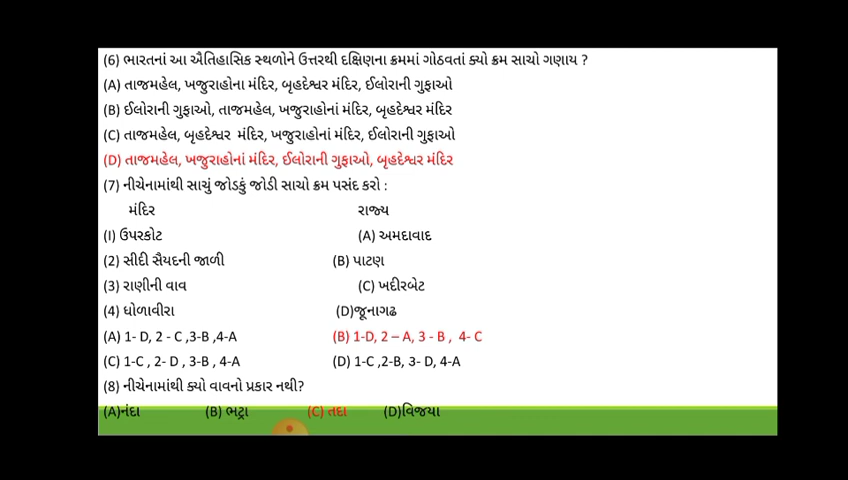 (6) ભારતનાં આ ઐતિહાસિક સ્થળોને ઉત્તરથી દક્ષિણના ક્રમમાં ગોઠવતાં ક્યો ક્રમ સાચો ગણાય ?
(A) તાજમહેલ, ખજુરાહોના મંદિર, બૃહદેશ્વર મંદિર, ઈલોરાની ગુફાઓ
(B) ઈલોરાની ગુફાઓ, તાજમહેલ, ખજુરાહોનાં મંદિર, બૃહદેશ્વર મંદિર
(C) તાજમહેલ, બૃહદેશ્વર મંદિર, ખજુરાહોનાં મંદિર, ઈલોરાની ગુફાઓ
(D) તાજમહેલ, ખજુરાહોનાં મંદિર, ઈલોરાની ગુફાઓ, બૃહદેશ્વર મંદિર
(7) નીચેનામાંથી સાચું જોડકું જોડી સાચો ક્રમ પસંદ કરો :
મંદિર રાજ્ય
(I) ઉપરકોટ (A) અમદાવાદ
(2) સીદી સૈયદની જાળી (B) પાટણ
(3) રાણીની વાવ (C) ખદીરબેટ
(4) ધોળાવીરા (D)જૂનાગઢ
(A) 1- D, 2 - C ,3-B ,4-A (B) 1-D, 2 – A, 3 - B , 4- C
(C) 1-C , 2- D , 3-B , 4-A (D) 1-C ,2-B, 3- D, 4-A
(8) નીચેનામાંથી ક્યો વાવનો પ્રકાર નથી?
(A)નંદા (B) ભદ્રા (C) તદા (D)વિજયા